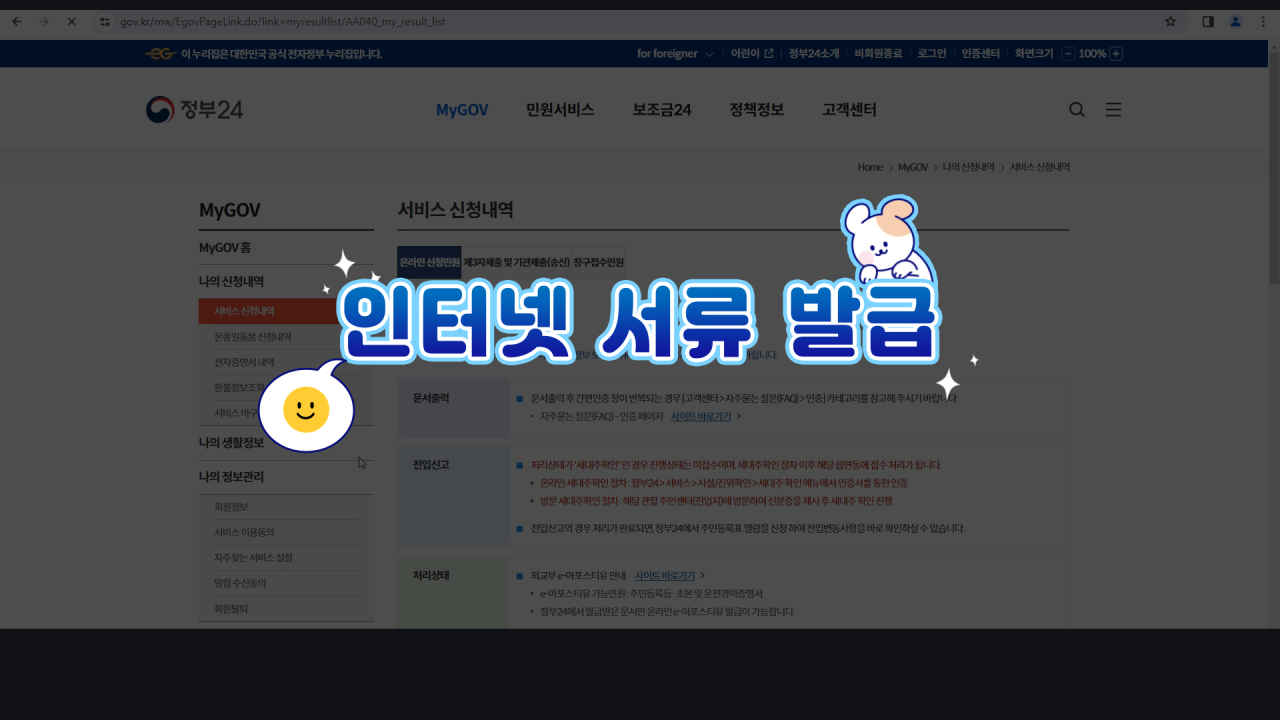 gov.kr/mw/EgovPageLink.do?link=myresultlist/AA040_my_result_list
이 누리집은 대한민국 공식 전자정부 누리집입니다.
for foreigner 어린이 정부24소개 비회원종료 로그인 인증센터 화면크기 - 100% +
정부24
MyGOV 민원서비스 보조금24 정책정보 고객센터
Home > MyGOV > 나의 신청내역 > 서비스 신청내역
MyGOV
서비스 신청내역
MyGOV 홈
온라인 신청민원 제3자제출 및 기관제출(송신) 창구접수민원
나의 신청내역
서비스 신청내역
인터넷 서류 발급
온종일돌봄 신청내역
전자증명서 내역
바랍니다.
환불정보조회
서비스 바구
문서출력
문서출력 후 간편인증 창이 반복되는 경우 [고객센터 > 자주묻는 질문(FAQ) > 인증] 카테고리를 참고해 주시기 바랍니다.
자주묻는 질문(FAQ) - 인증 페이지 사이트 바로가기 >
나의 생활정보
나의 정보관리
회원정보
서비스 이용동의
자주찾는 서비스 설정
알림 수신동의
회원탈퇴
전입신고
처리상태가 '세대주확인' 인 경우 진행상태는 미접수이며, 세대주확인 절차 이후 해당 읍면동에 접수 처리가 됩니다.
온라인 세대주확인 절차 : 정부24 > 서비스 > 사실/진위확인 > 세대주 확인 메뉴에서 인증서를 통한 인증
방문 세대주확인 절차 : 해당 관할 주민센터(전입지)에 방문하여 신분증을 제시 후 세대주 확인 진행
전입신고의 경우 처리가 완료되면, 정부24에서 주민등록표 열람을 신청 하여 전입변동사항을 바로 확인하실 수 있습니다.
처리상태
외교부 e-아포스티유 안내 사이트 바로가기 >
e-아포스티유 가능민원 : 주민등록등·초본 및 운전경력증명서
정부24에서 발급받은 문서만 온라인 e-아포스티유 발급이 가능합니다.